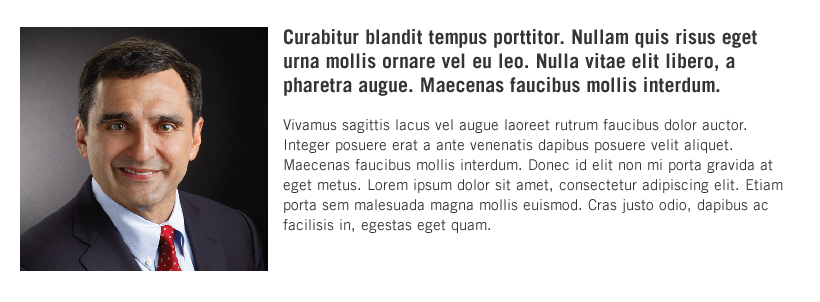 Curabitur blandit tempus porttitor. Nullam quis risus eget
urna mollis ornare vel eu leo. Nulla vitae elit libero, a
pharetra augue. Maecenas faucibus mollis interdum.
Vivamus sagittis lacus vel augue laoreet rutrum faucibus dolor auctor.
Integer posuere erat a ante venenatis dapibus posuere velit aliquet.
Maecenas faucibus mollis interdum. Donec id elit non mi porta gravida at
eget metus. Lorem ipsum dolor sit amet, consectetur adipiscing elit. Etiam
porta sem malesuada magna mollis euismod. Cras justo odio, dapibus ac
facilisis in, egestas eget quam.